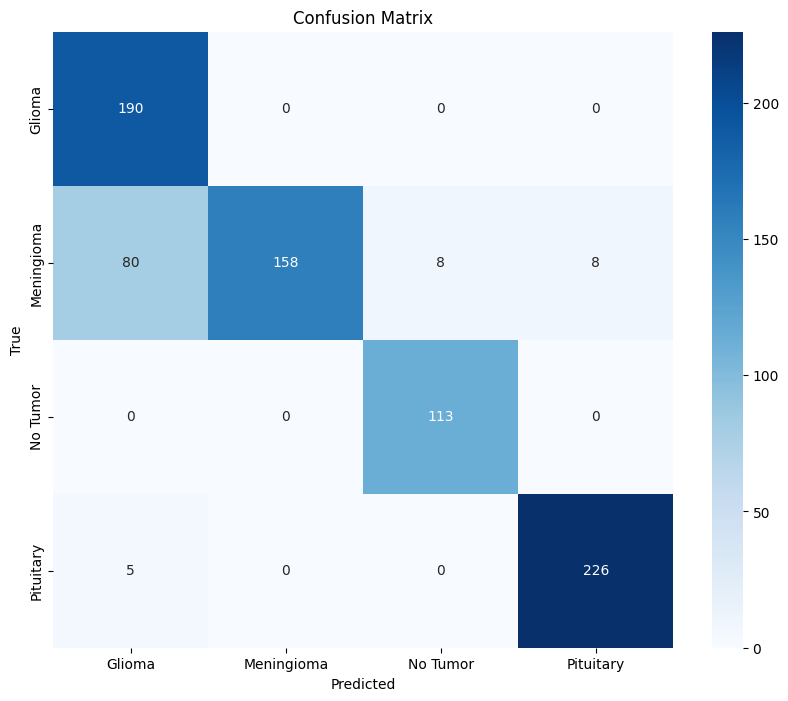 Confusion Matrix
Glioma
190 0 0 0
Meningioma
80 158 8 8
No Tumor
0 0 113 0
Pituitary
5 0 0 226
True
Glioma Meningioma No Tumor Pituitary
Predicted
200
150
100
50
0